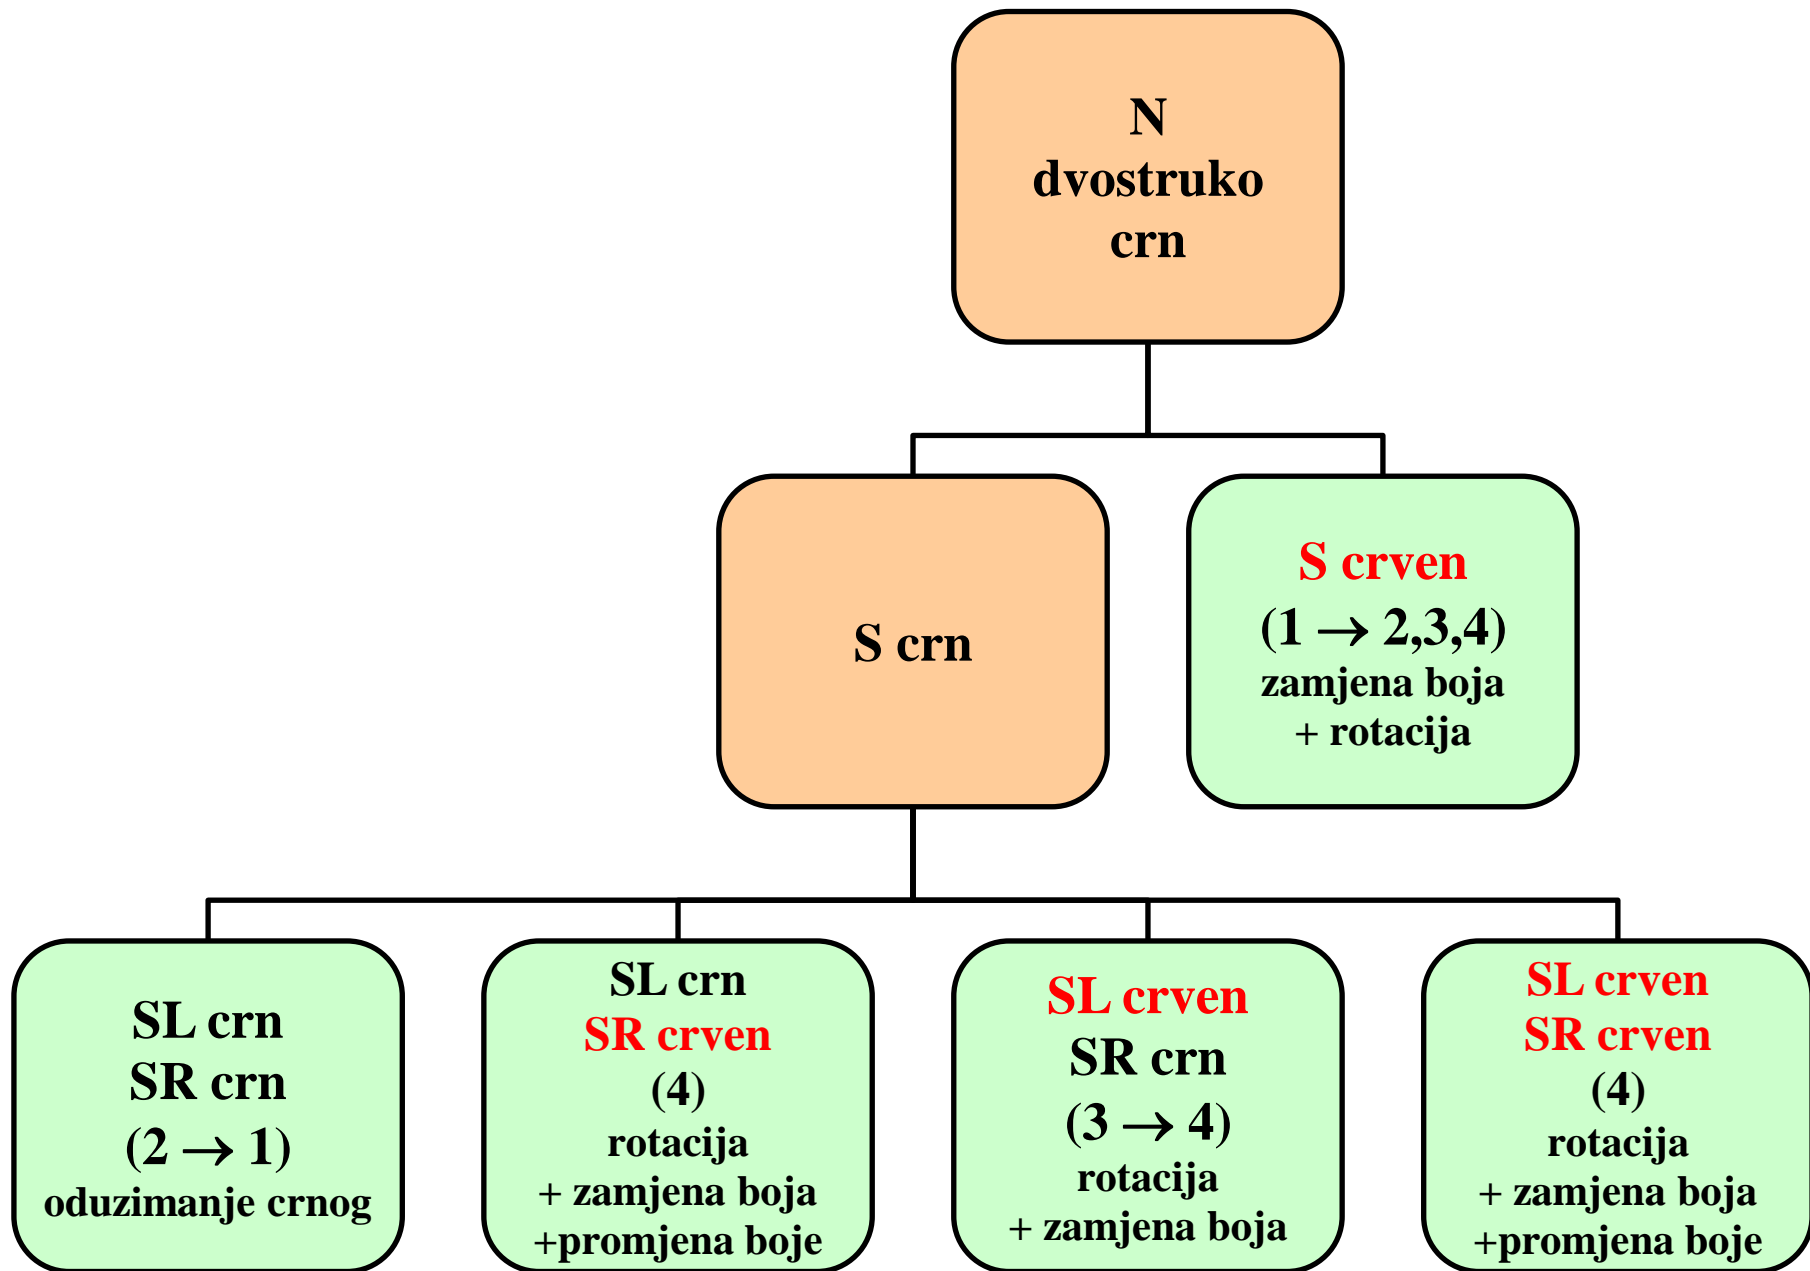 N
dvostruko
crn
S crn
S crven
(1 → 2,3,4)
zamjena boja
+ rotacija
SL crn
SR crn
(2 → 1)
oduzimanje crnog
SL crn
SR crven
(4)
rotacija
+ zamjena boja
+promjena boje
SL crven
SR crn
(3 → 4)
rotacija
+ zamjena boja
SL crven
SR crven
(4)
rotacija
+ zamjena boja
+promjena boje